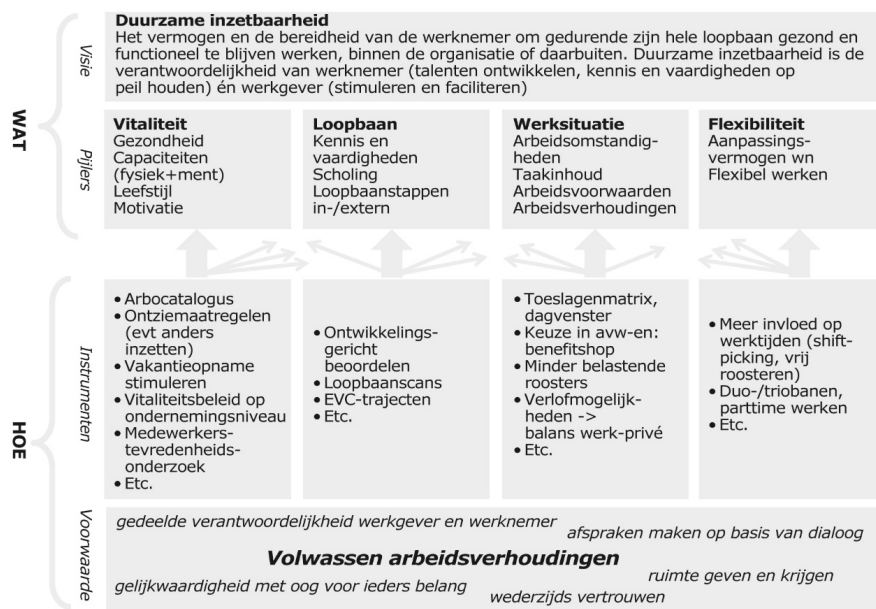 WAT
Visie
Duurzame inzetbaarheid
Het vermogen en de bereidheid van de werknemer om gedurende zijn hele loopbaan gezond en
functioneel te blijven werken, binnen de organisatie of daarbuiten. Duurzame inzetbaarheid is de
verantwoordelijkheid van werknemer (talenten ontwikkelen, kennis en vaardigheden op
peil houden) én werkgever (stimuleren en faciliteren)
Pijlers
Vitaliteit
Gezondheid
Capaciteiten
(fysiek+ment)
Leefstijl
Motivatie
Loopbaan
Kennis en
vaardigheden
Scholing
Loopbaanstappen
in-/extern
Werksituatie
Arbeidsomstandig-
heden
Taakinhoud
Arbeidsvoorwaarden
Arbeidsverhoudingen
Flexibiliteit
Aanpassings-
vermogen wn
Flexibel werken
HOE
Instrumenten
• Arbocatalogus
• Ontziemaatregelen
(evt anders
inzetten)
• Vakantieopname
stimuleren
• Vitaliteitsbeleid op
ondernemingsniveau
• Medewerkers-
tevredenheids-
onderzoek
• Etc.
• Ontwikkelings-
gericht
beoordelen
• Loopbaanscans
• EVC-trajecten
• Etc.
• Toeslagenmatrix,
dagvenster
• Keuze in avw-en:
benefitshop
• Minder belastende
roosters
• Verlofmogelijk-
heden ->
balans werk-privé
• Etc.
• Meer invloed op
werktijden (shift-
picking, vrij
roosteren)
• Duo-/triobanen,
parttime werken
• Etc.
Voorwaarde
gedeelde verantwoordelijkheid werkgever en werknemer
afspraken maken op basis van dialoog
Volwassen arbeidsverhoudingen
ruimte geven en krijgen
gelijkwaardigheid met oog voor ieders belang
wederzijds vertrouwen